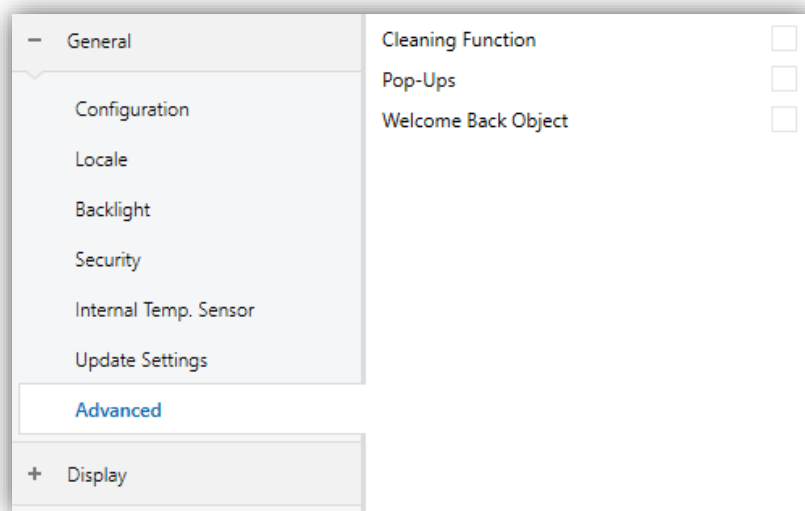 General
Configuration
Locale
Backlight
Security
Internal Temp. Sensor
Update Settings
Advanced
Display
Cleaning Function
Pop-Ups
Welcome Back Object